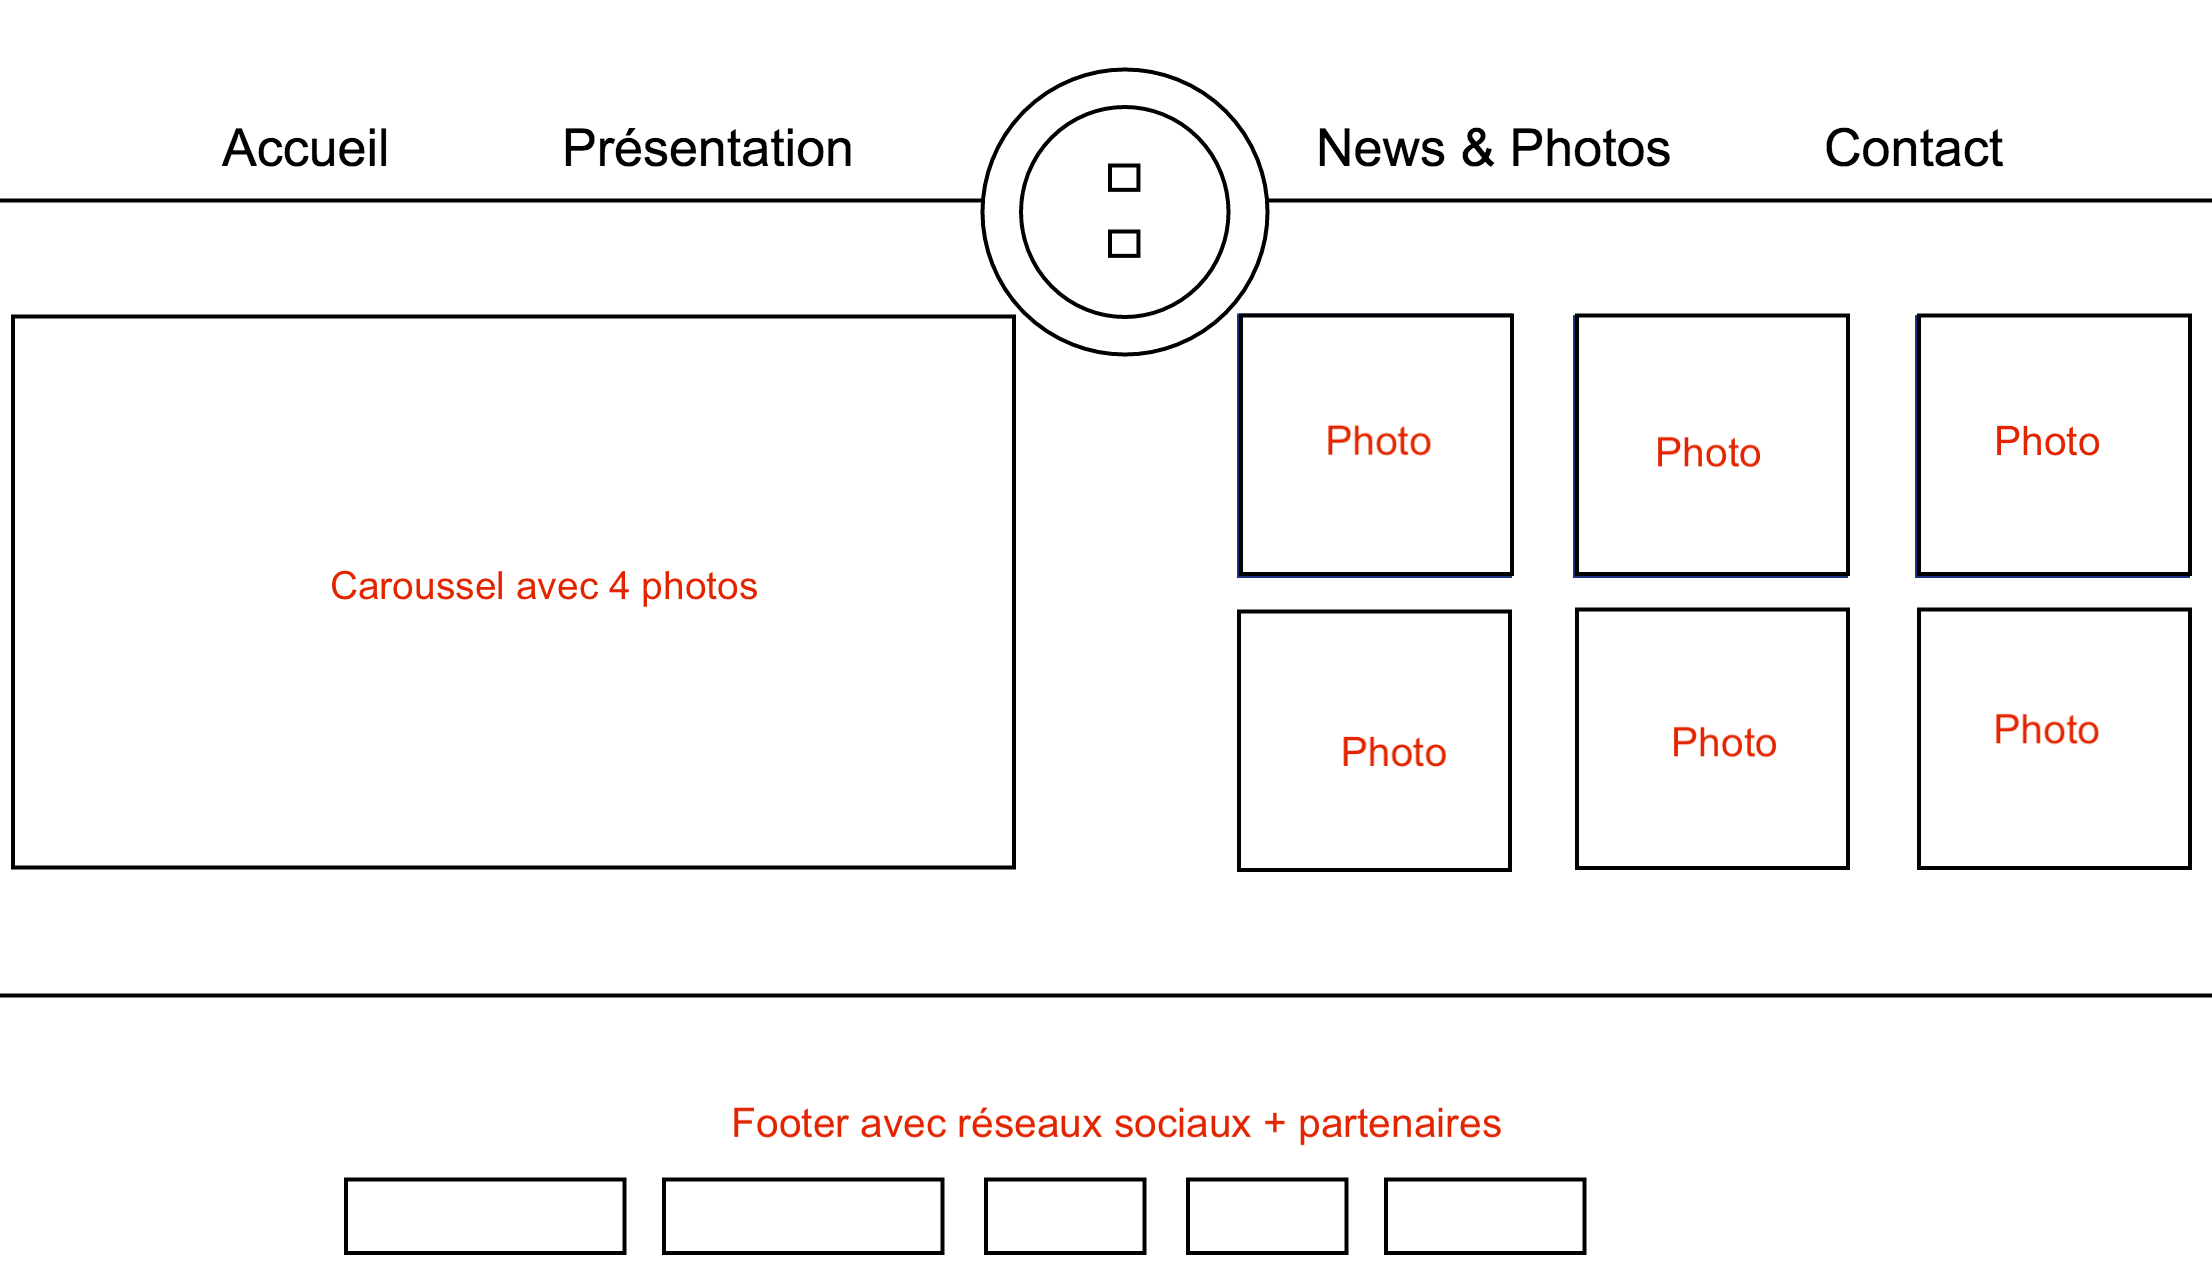 Accueil Présentation News & Photos Contact
Photo Photo Photo
Caroussel avec 4 photos
Photo Photo Photo
Footer avec réseaux sociaux + partenaires